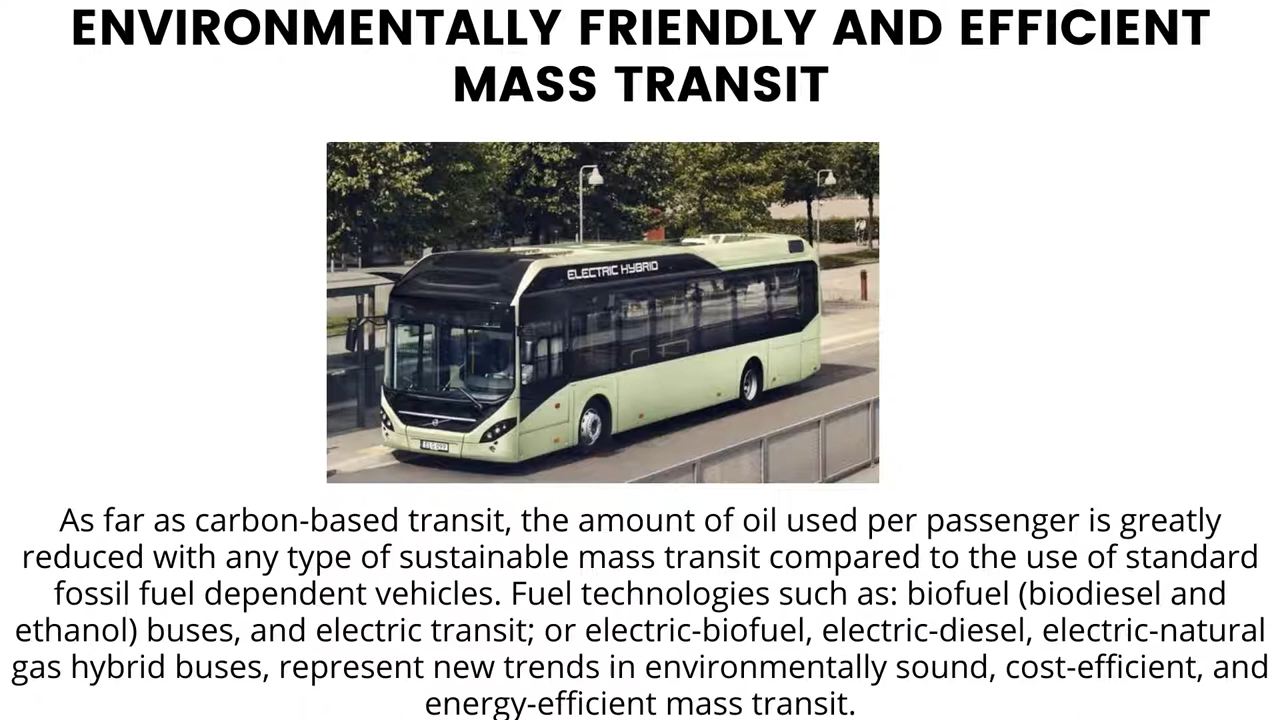 ENVIRONMENTALLY FRIENDLY AND EFFICIENT
MASS TRANSIT
ELECTRIC HYBRID
As far as carbon-based transit, the amount of oil used per passenger is greatly
reduced with any type of sustainable mass transit compared to the use of standard
fossil fuel dependent vehicles. Fuel technologies such as: biofuel (biodiesel and
ethanol) buses, and electric transit; or electric-biofuel, electric-diesel, electric-natural
gas hybrid buses, represent new trends in environmentally sound, cost-efficient, and
energy-efficient mass transit.